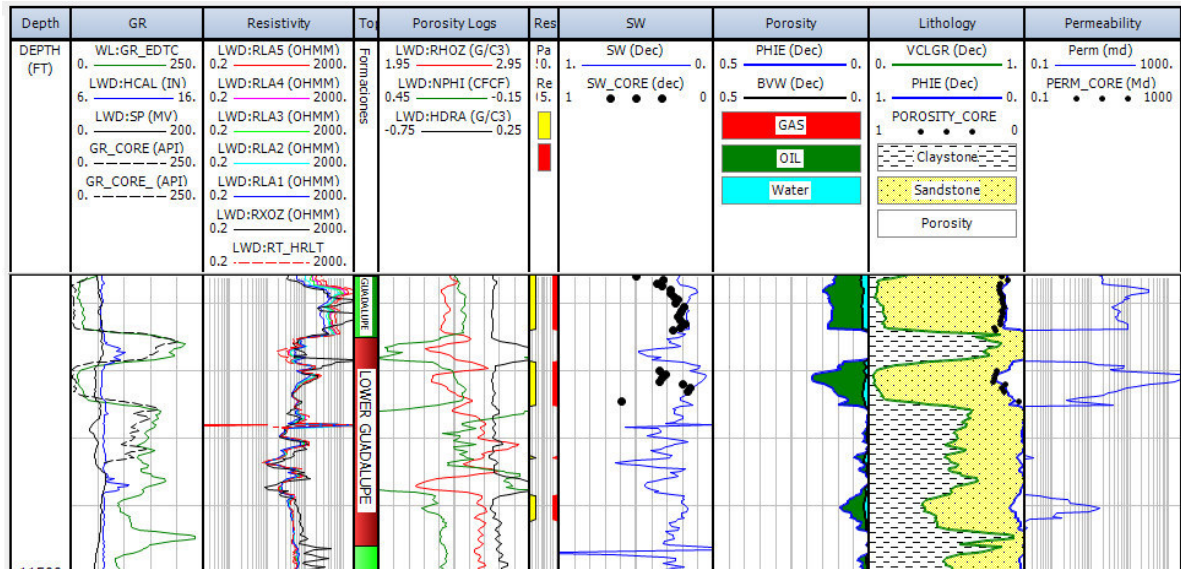 Depth GR Resistivity To Porosity Logs Res SW Porosity Lithology Permeability
DEPTH (FT)
WL:GR_EDTC
0. 250.
LWD:HCAL (IN)
6. 16.
LWD:SP (MV)
0. 200.
GR_CORE (API)
0. 250.
GR_CORE_ (API)
0. 250.
LWD:RLA5 (OHMM)
0.2 2000.
LWD:RLA4 (OHMM)
0.2 2000.
LWD:RLA3 (OHMM)
0.2 2000.
LWD:RLA2 (OHMM)
0.2 2000.
LWD:RLA1 (OHMM)
0.2 2000.
LWD:RXOZ (OHMM)
0.2 2000.
LWD:RT_HRLT
0.2 2000.
Formaciones
LWD:RHOZ (G/C3)
1.95 2.95
LWD:NPHI (CFCF)
0.45 -0.15
LWD:HDRA (G/C3)
-0.75 0.25
Pa
Re
SW (Dec)
1. 0.
SW_CORE (dec)
1 0
PHIE (Dec)
0.5 0.
BVW (Dec)
0.5 0.
GAS
OIL
Water
VCLGR (Dec)
0. 1.
PHIE (Dec)
1. 0.
POROSITY_CORE
1 0
Claystone
Sandstone
Porosity
Perm (md)
0.1 1000.
PERM_CORE (Md)
0.1 1000
GUADALUPE
LOWER GUADALUPE